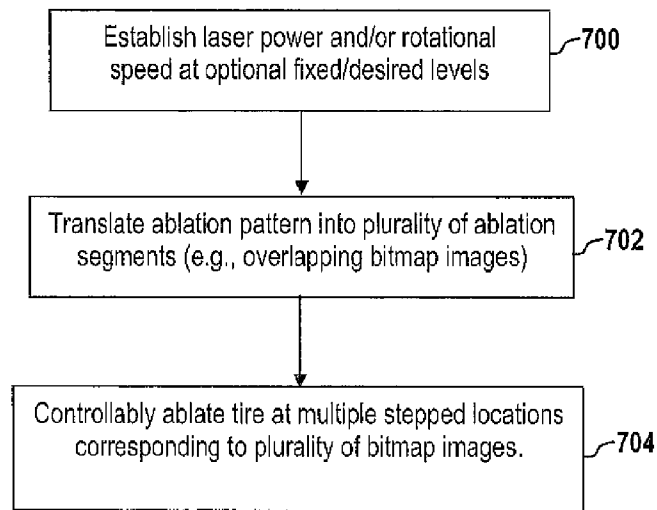 Establish laser power and/or rotational
speed at optional fixed/desired levels
700
Translate ablation pattern into plurality of ablation
segments (e.g., overlapping bitmap images)
702
Controllably ablate tire at multiple stepped locations
corresponding to plurality of bitmap images.
704